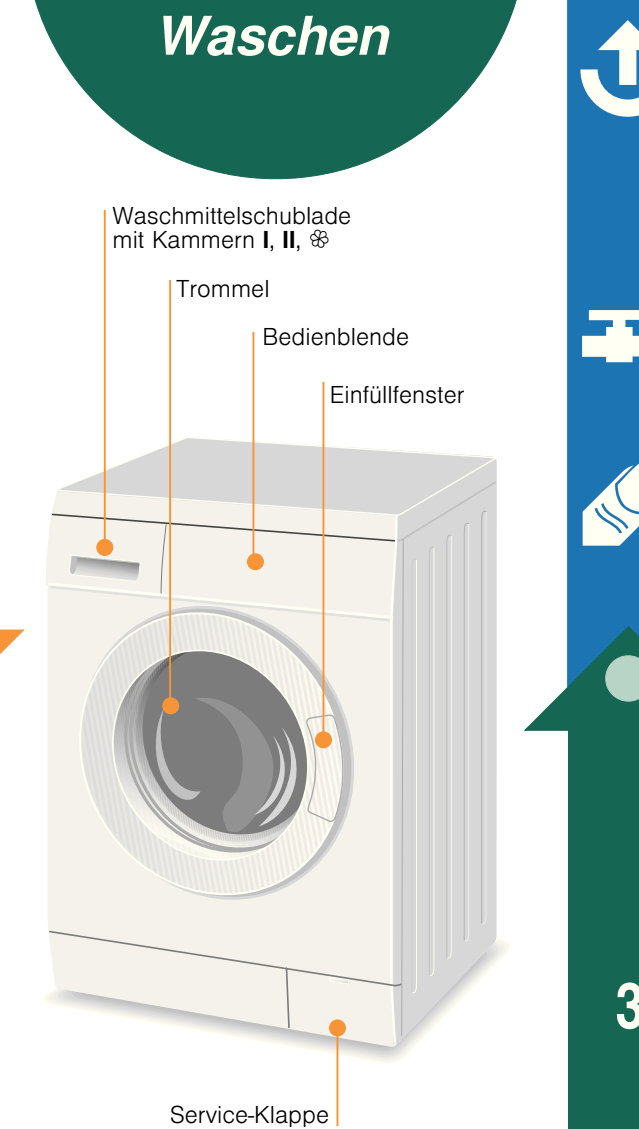 Waschen
Waschmittelschublade
mit Kammern I, II, ❀
Trommel
Bedienblende
Einfüllfenster
3
Service-Klappe